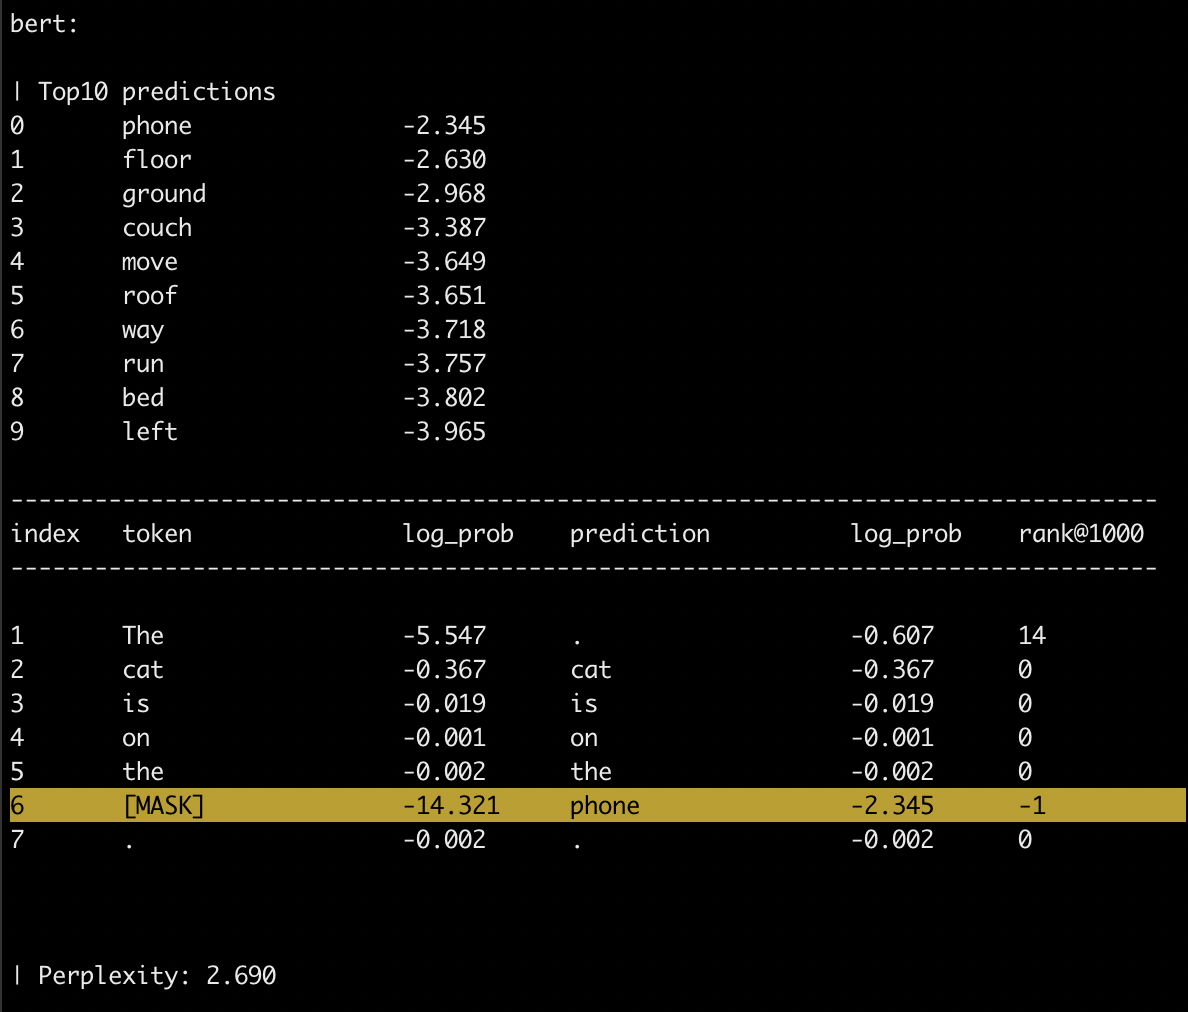 bert:
| Top10 predictions
0 phone -2.345
1 floor -2.630
2 ground -2.968
3 couch -3.387
4 move -3.649
5 roof -3.651
6 way -3.718
7 run -3.757
8 bed -3.802
9 left -3.965
----------------------------------------------------------------------------------
index token log_prob prediction log_prob rank@1000
----------------------------------------------------------------------------------
1 The -5.547 . -0.607 14
2 cat -0.367 cat -0.367 0
3 is -0.019 is -0.019 0
4 on -0.001 on -0.001 0
5 the -0.002 the -0.002 0
6 [MASK] -14.321 phone -2.345 -1
7 . -0.002 . -0.002 0
| Perplexity: 2.690